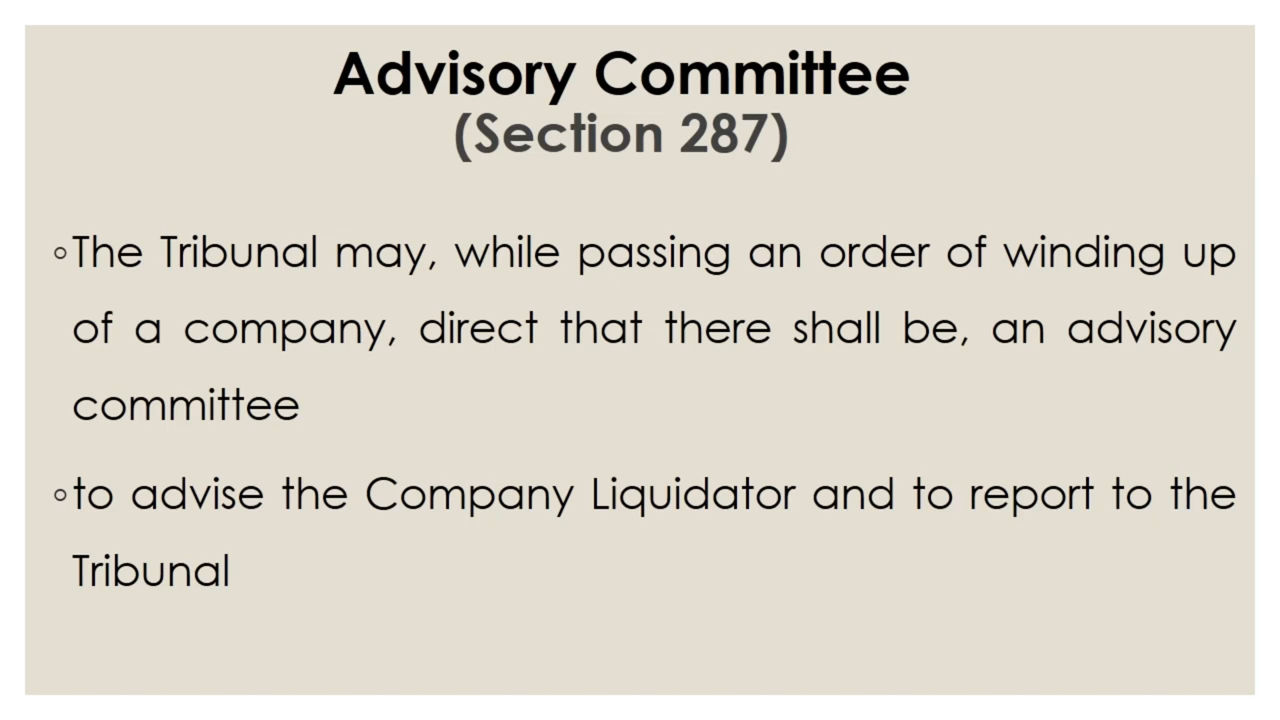 Advisory Committee
(Section 287)
◦The Tribunal may, while passing an order of winding up
of a company, direct that there shall be, an advisory
committee
◦to advise the Company Liquidator and to report to the
Tribunal